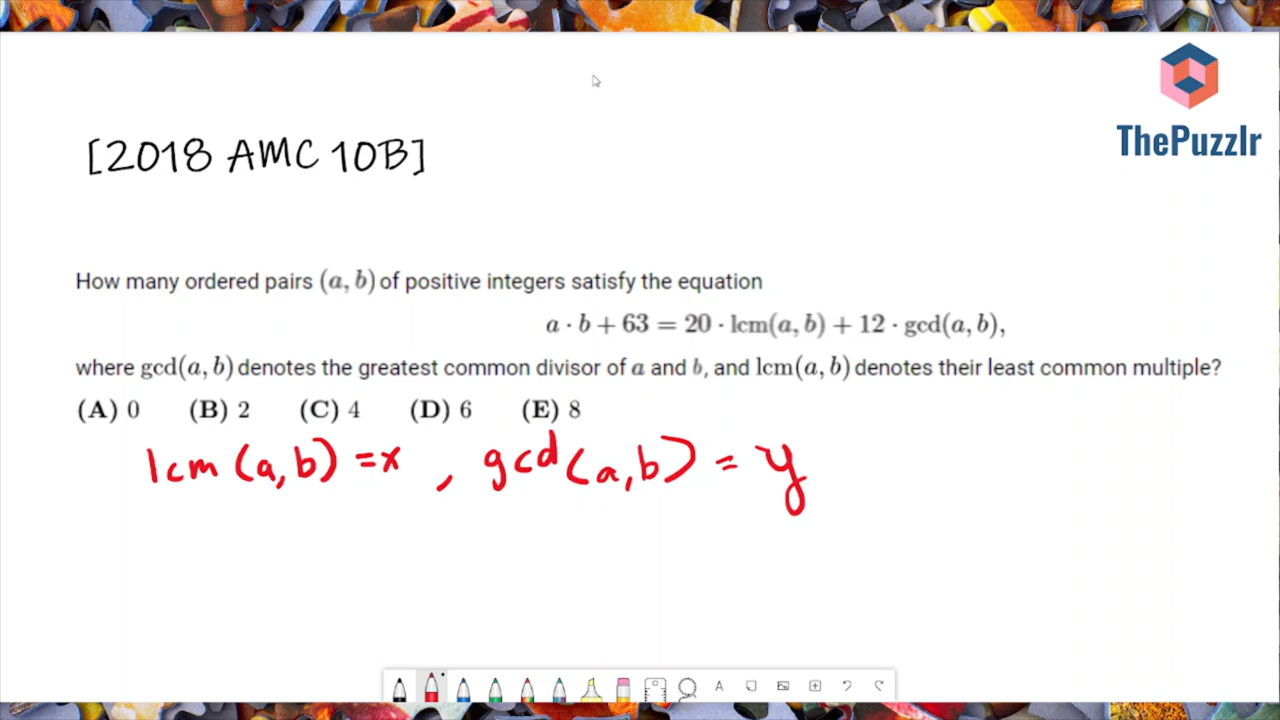 ThePuzzlr
[2018 AMC 10B]
How many ordered pairs (a, b) of positive integers satisfy the equation
a · b + 63 = 20 · lcm(a, b) + 12 · gcd(a, b),
where gcd(a, b) denotes the greatest common divisor of a and b, and lcm(a, b) denotes their least common multiple?
(A) 0 (B) 2 (C) 4 (D) 6 (E) 8
lcm (a,b) = x , gcd(a,b) = y
A